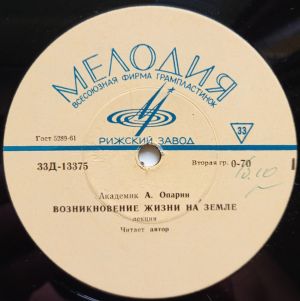 МЕЛОДИЯ
ВСЕСОЮЗНАЯ ФИРМА ГРАМПЛАСТИНОК
Гост 5289-61
РИЖСКИЙ ЗАВОД
33
33Д-13375
Вторая гр. 0-70
Академик А. Опарин
ВОЗНИКНОВЕНИЕ ЖИЗНИ НА ЗЕМЛЕ
лекция
Читает автор